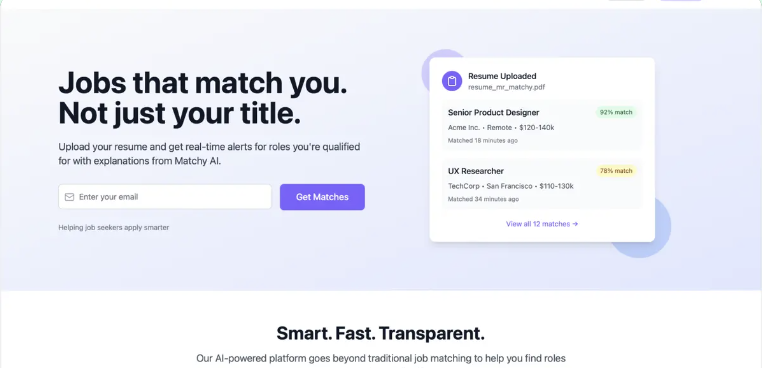 Jobs that match you.
Not just your title.
Upload your resume and get real-time alerts for roles you're qualified
for with explanations from Matchy AI.
Enter your email
Get Matches
Helping job seekers apply smarter
Resume Uploaded
resume_mr_matchy.pdf
Senior Product Designer
92% match
Acme Inc. • Remote • $120-140k
Matched 18 minutes ago
UX Researcher
78% match
TechCorp • San Francisco • $110-130k
Matched 34 minutes ago
View all 12 matches →
Smart. Fast. Transparent.
Our AI-powered platform goes beyond traditional job matching to help you find roles